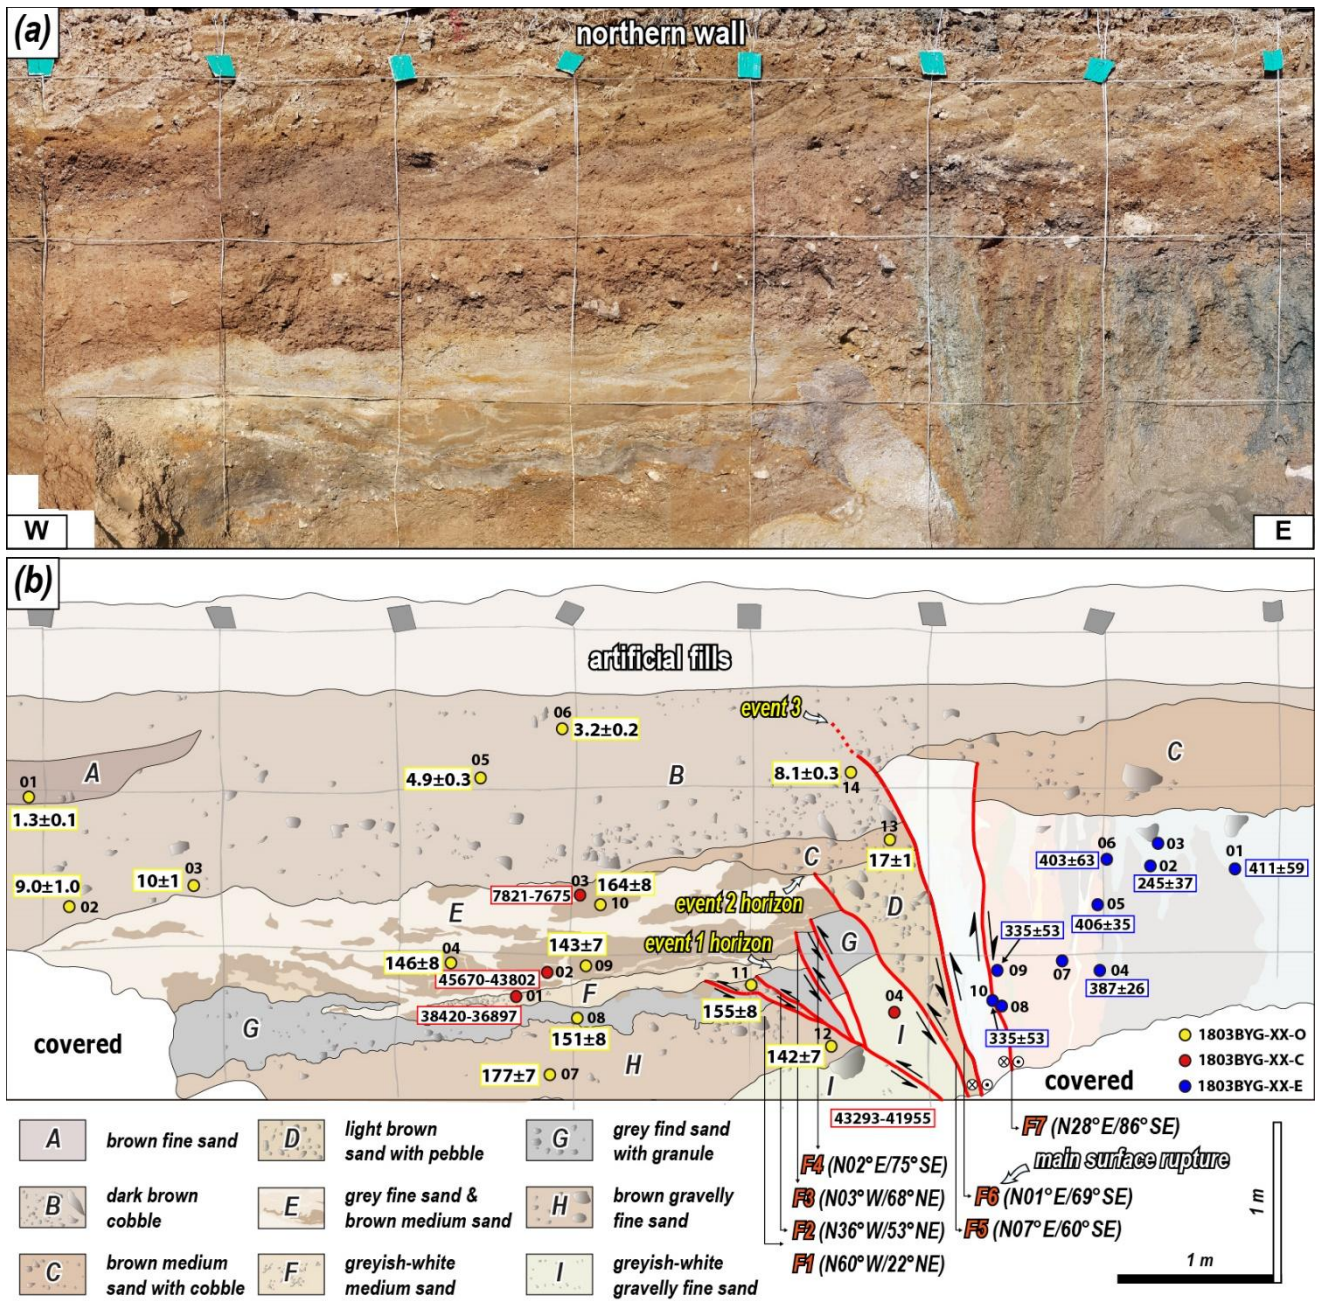 (a)
northern wall
W
E
(b)
artificial fills
event 3
06
3.2±0.2
05
4.9±0.3
8.1±0.3
14
A
B
C
01
1.3±0.1
13
17±1
03
10±1
9.0±1.0
02
C
03
7821-7675
164±8
10
event 2 horizon
D
E
event 1 horizon
G
143±7
09
04
146±8
02
45670-43802
01
38420-36897
F
11
155±8
08
151±8
G
H
177±7
07
12
142±7
04
I
I
43293-41955
06
403±63
03
02
245±37
01
411±59
05
406±35
335±53
09
07
04
387±26
10
08
335±53
covered
covered
1803BYG-XX-O
1803BYG-XX-C
1803BYG-XX-E
A brown fine sand
B dark brown
cobble
C brown medium
sand with cobble
D light brown
sand with pebble
E grey fine sand &
brown medium sand
F greyish-white
medium sand
G grey find sand
with granule
H brown gravelly
fine sand
I greyish-white
gravelly fine sand
F4 (N02°E/75°SE)
F3 (N03°W/68°NE)
F2 (N36°W/53°NE)
F1 (N60°W/22°NE)
F7 (N28°E/86°SE)
main surface rupture
F6 (N01°E/69°SE)
F5 (N07°E/60°SE)
1 m
1 m